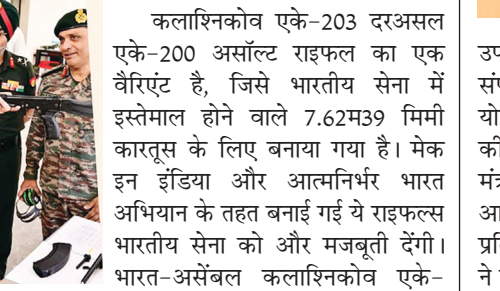 कलाश्निकोव एके-203 दरअसल
एके-200 असॉल्ट राइफल का एक
वैरिएंट है, जिसे भारतीय सेना में
इस्तेमाल होने वाले 7.62म39 मिमी
कारतूस के लिए बनाया गया है। मेक
इन इंडिया और आत्मनिर्भर भारत
अभियान के तहत बनाई गई ये राइफल्स
भारतीय सेना को और मजबूती देंगी।
भारत-असेंबल कलाश्निकोव एके-